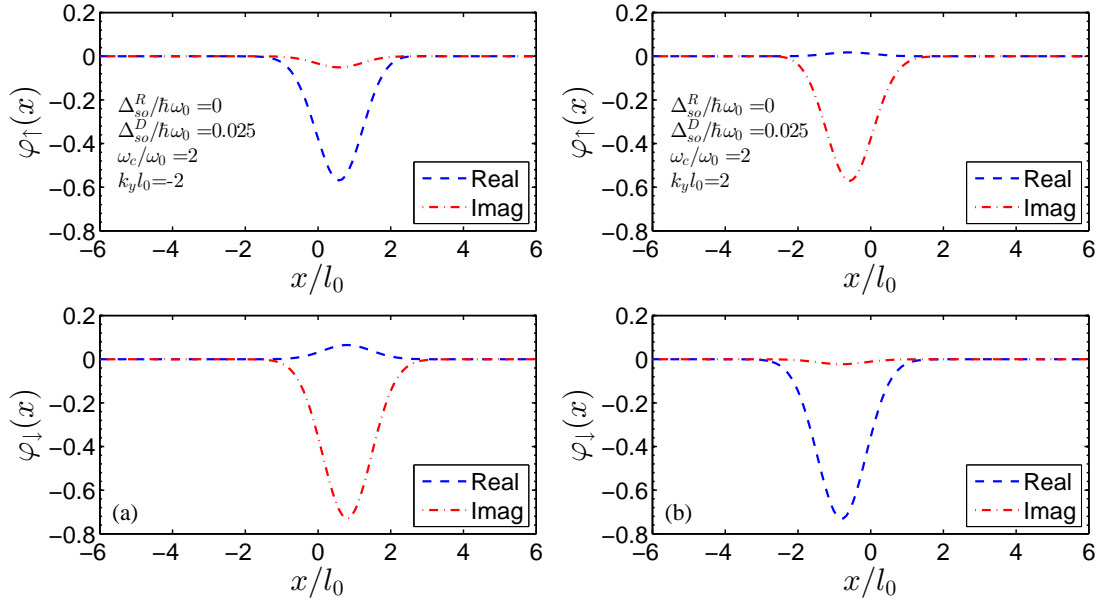 0.2
0
−0.2
−0.4
−0.6
−0.8
φ↑(x)
Δ^R_so/ħω0 =0
Δ^D_so/ħω0 =0.025
ωc/ω0 =2
kyl0=-2
Real
Imag
−6 −4 −2 0 2 4 6
x/l0
0.2
0
−0.2
−0.4
−0.6
−0.8
φ↑(x)
Δ^R_so/ħω0 =0
Δ^D_so/ħω0 =0.025
ωc/ω0 =2
kyl0=2
Real
Imag
−6 −4 −2 0 2 4 6
x/l0
0.2
0
−0.2
−0.4
−0.6
−0.8
φ↓(x)
Real
Imag
(a)
−6 −4 −2 0 2 4 6
x/l0
0.2
0
−0.2
−0.4
−0.6
−0.8
φ↓(x)
Real
Imag
(b)
−6 −4 −2 0 2 4 6
x/l0